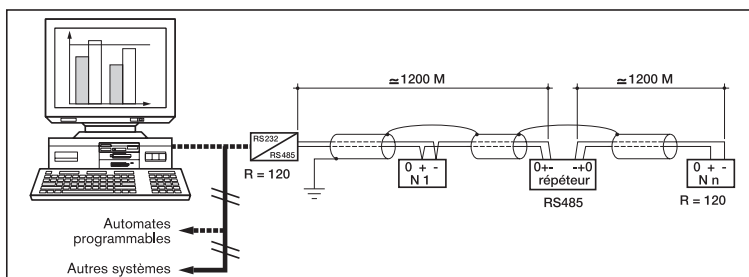 ≃1200 M
≃1200 M
RS232
RS485
R = 120
0 + -
N 1
0+- -+0
répéteur
RS485
0 + -
N n
R = 120
Automates
programmables
Autres systèmes